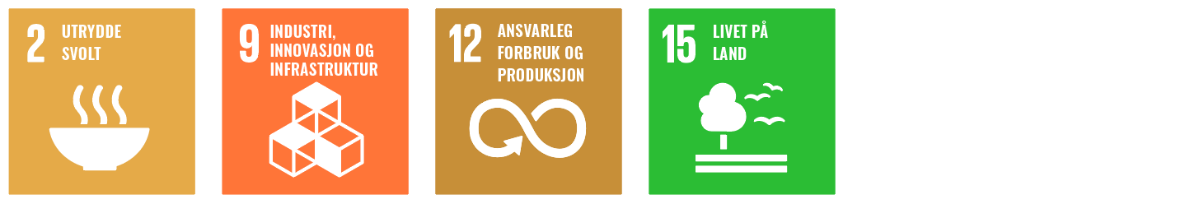 2
UTRYDDE
SVOLT
9
INDUSTRI,
INNOVASJON OG
INFRASTRUKTUR
12
ANSVARLEG
FORBRUK OG
PRODUKSJON
15
LIVET PÅ
LAND